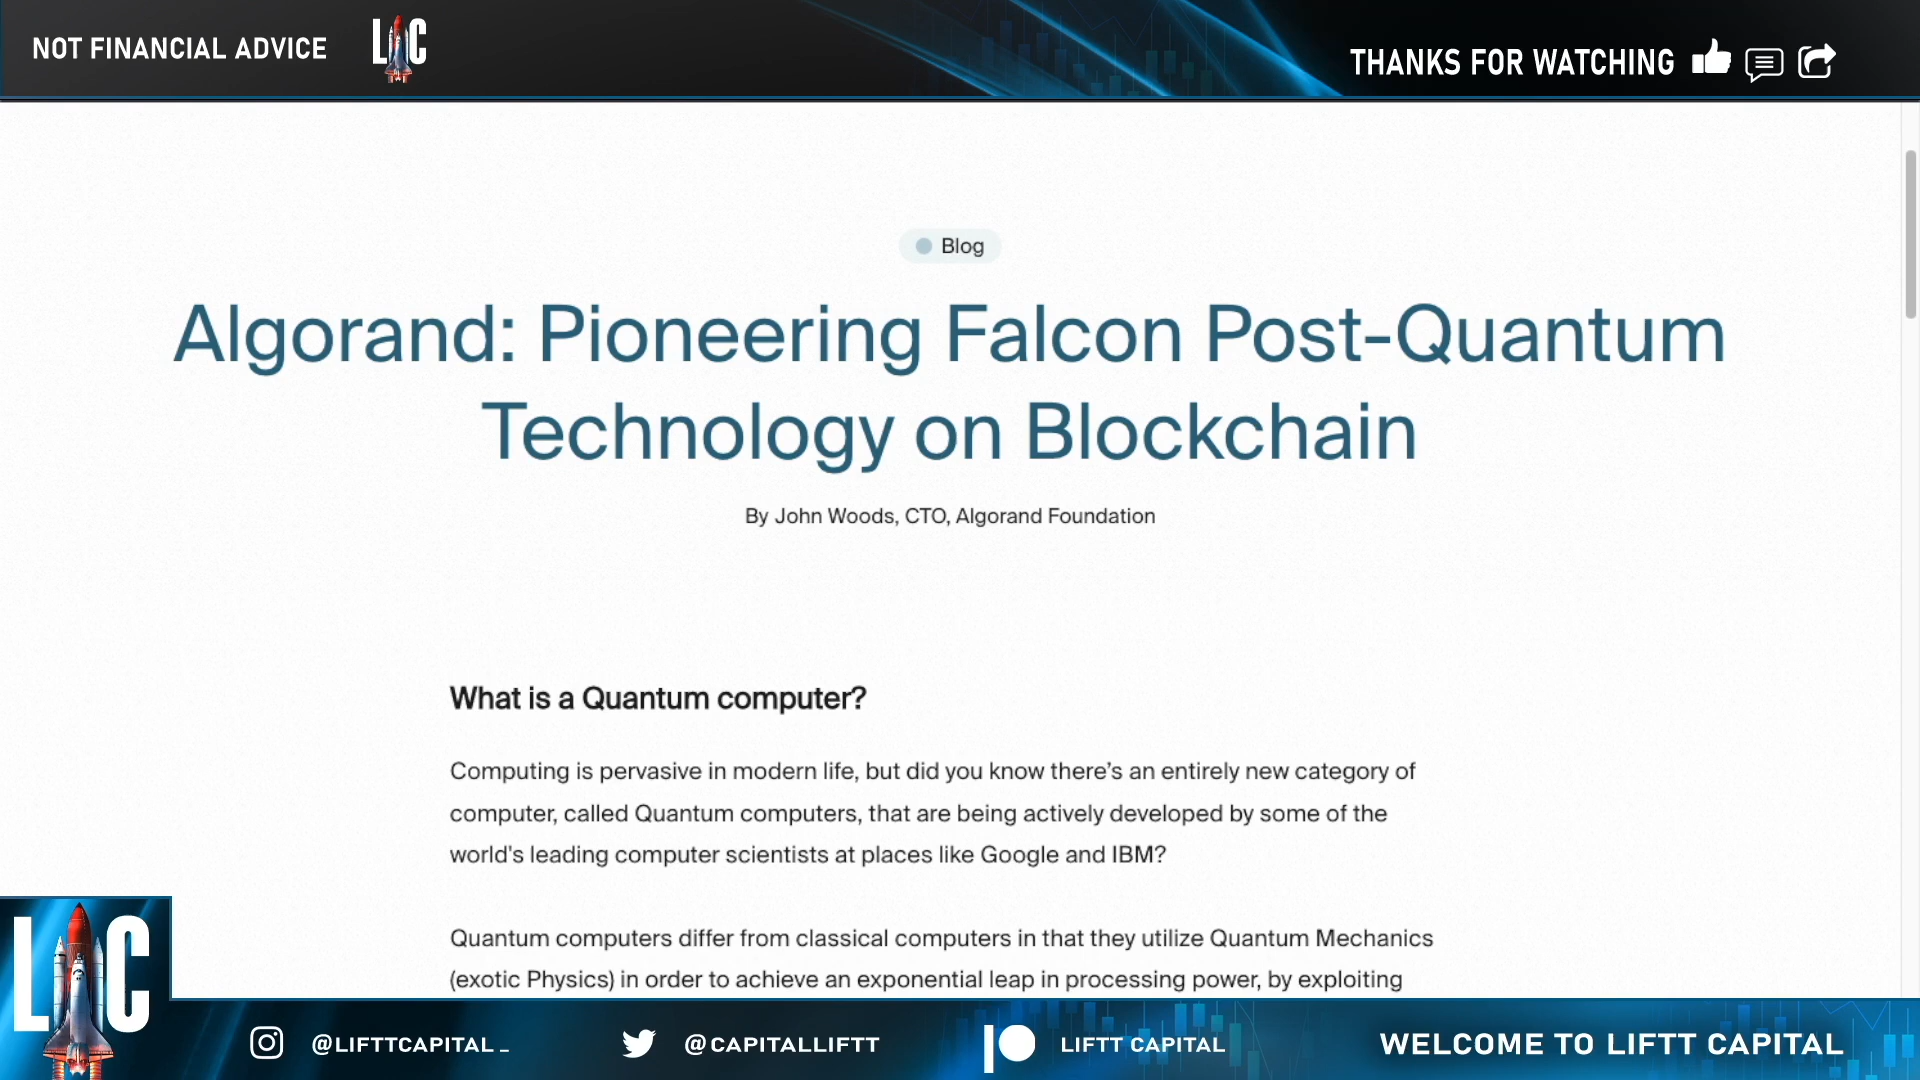 NOT FINANCIAL ADVICE
LC
THANKS FOR WATCHING
Blog
Algorand: Pioneering Falcon Post-Quantum
Technology on Blockchain
By John Woods, CTO, Algorand Foundation
What is a Quantum computer?
Computing is pervasive in modern life, but did you know there’s an entirely new category of
computer, called Quantum computers, that are being actively developed by some of the
world's leading computer scientists at places like Google and IBM?
Quantum computers differ from classical computers in that they utilize Quantum Mechanics
(exotic Physics) in order to achieve an exponential leap in processing power, by exploiting
LC
@LIFTTCAPITAL_
@CAPITALLIFTT
LIFTT CAPITAL
WELCOME TO LIFTT CAPITAL